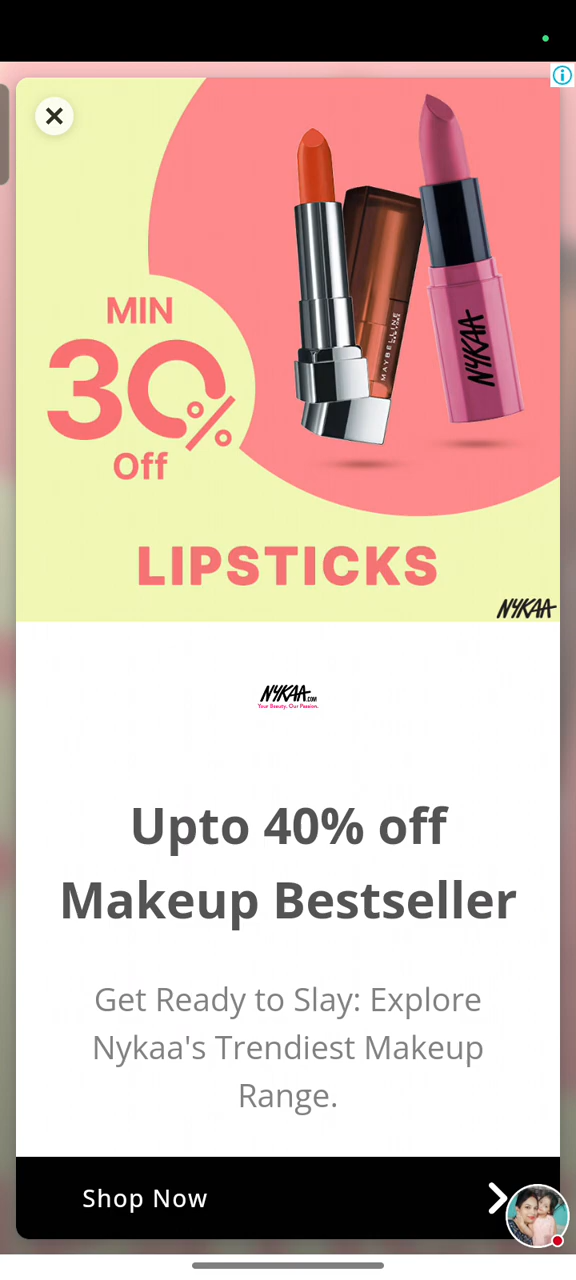 MIN
30%
Off
MAYBELLINE
NYKAA
LIPSTICKS
NYKAA
NYKAA.COM
Your Beauty. Our Passion.
Upto 40% off
Makeup Bestseller
Get Ready to Slay: Explore
Nykaa's Trendiest Makeup
Range.
Shop Now